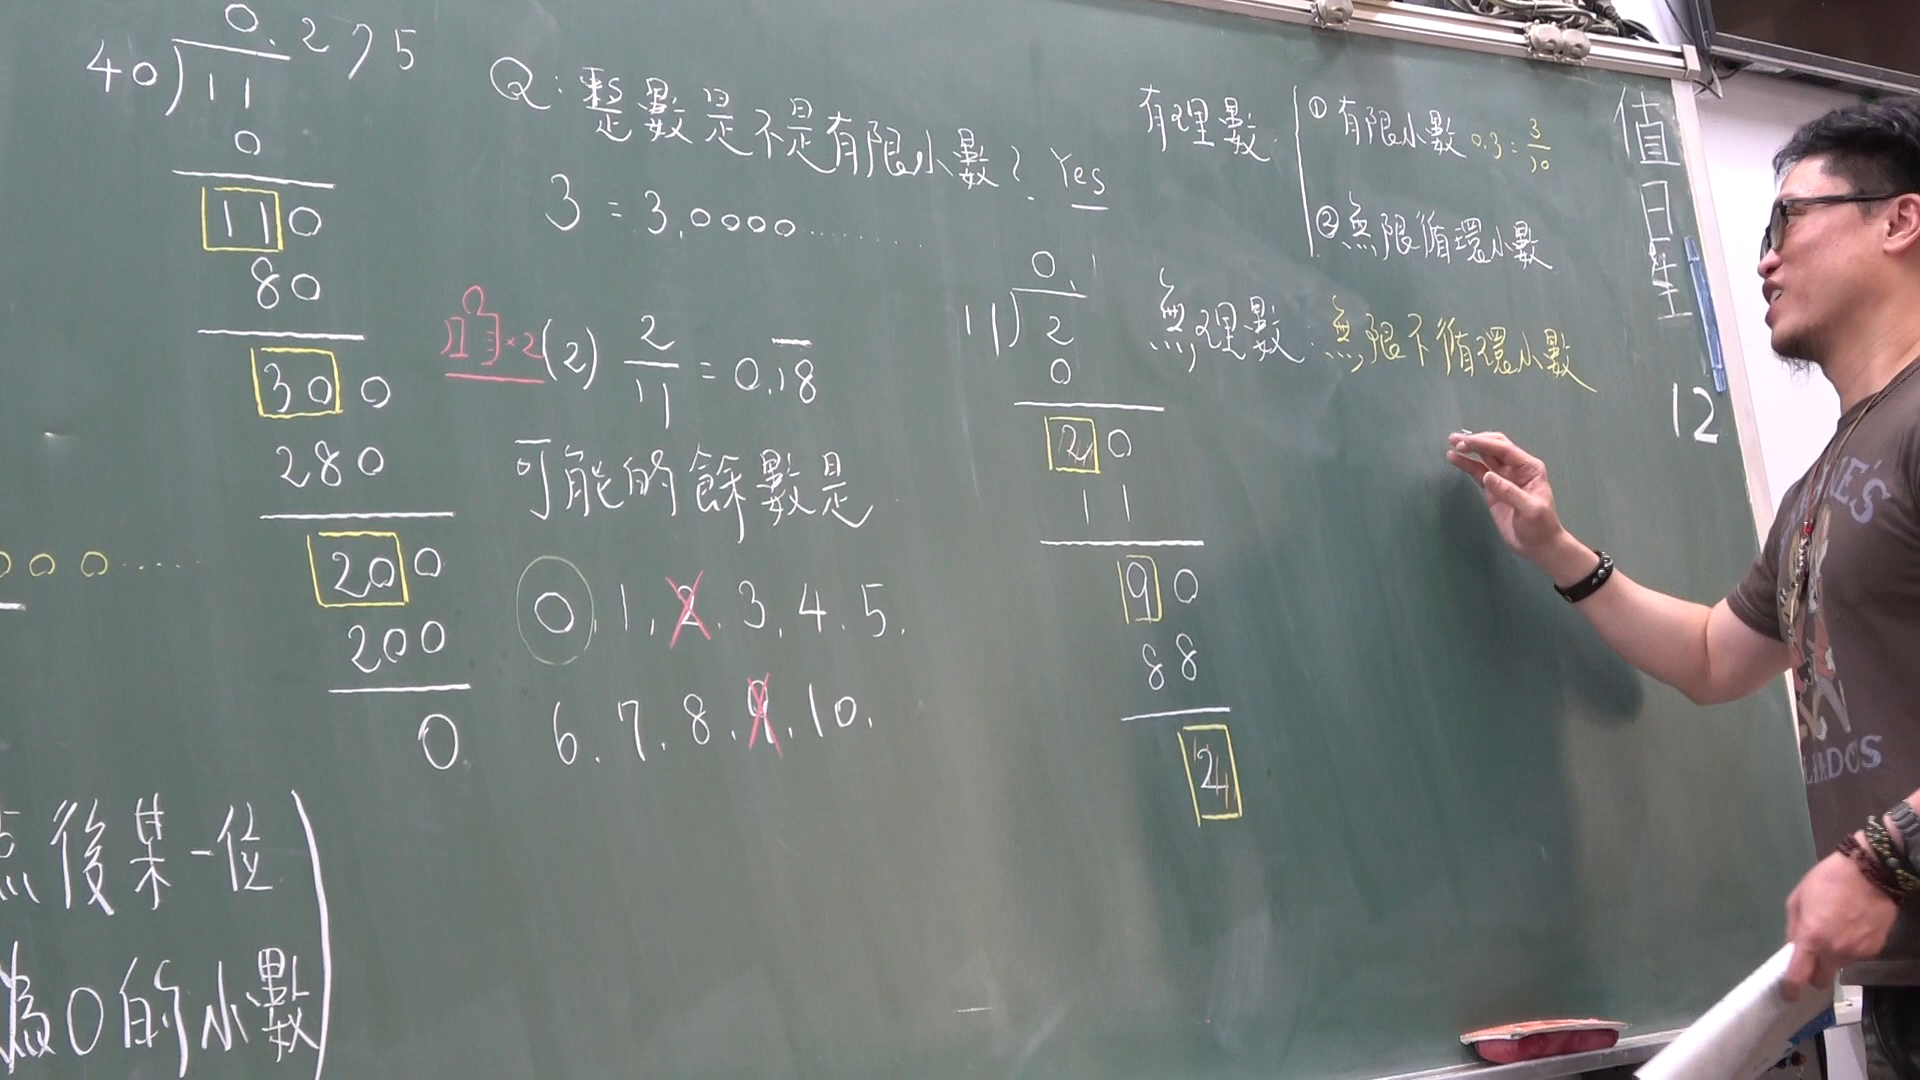 0.275
40)11
0
110
80
300
280
200 0
200
0
000.....
點後某一位
為0的小數)
Q:整數是不是有限小數? Yes
3 = 3.0000..........
×2 (2) 2/11 = 0.18
可能的餘數是
0, 1, 2, 3, 4, 5,
6, 7, 8, 9, 10.
0.1
11)2
0
20
11
90
88
2
有理數: ①有限小數 0.3=3/10
②無限循環小數
無理數: 無限不循環小數
值日生
12